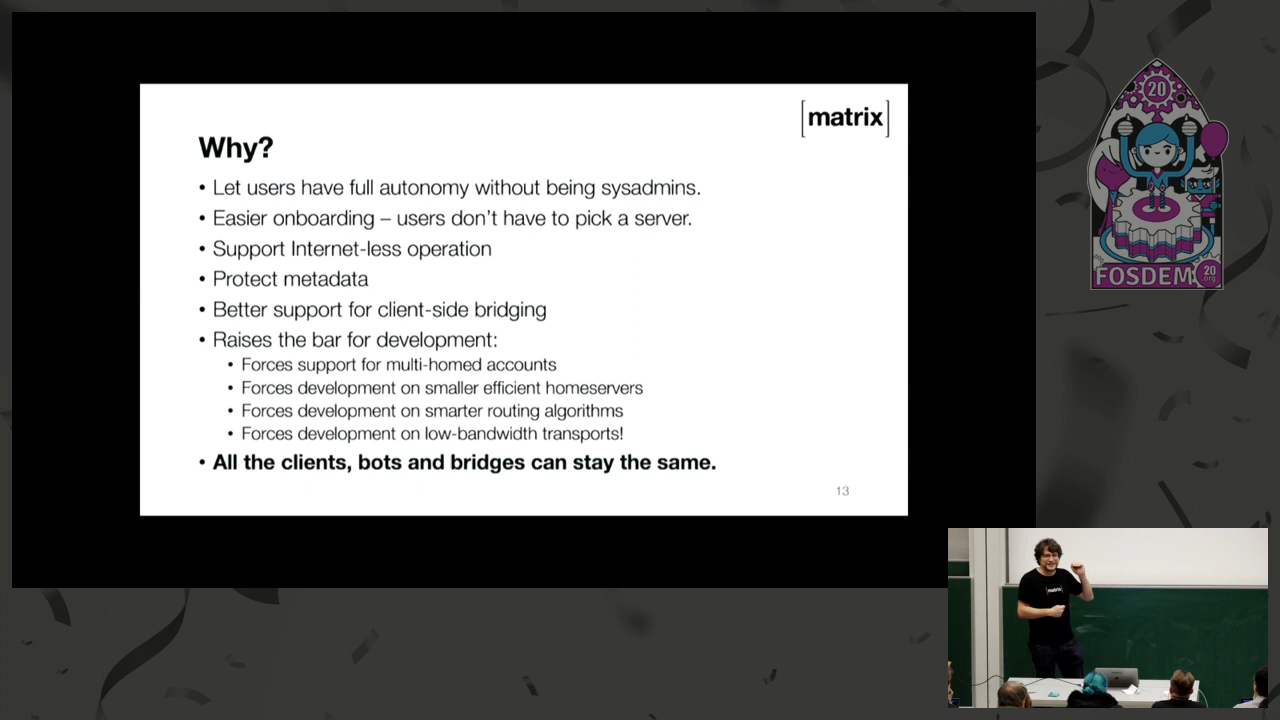 [matrix]
Why?
• Let users have full autonomy without being sysadmins.
• Easier onboarding – users don't have to pick a server.
• Support Internet-less operation
• Protect metadata
• Better support for client-side bridging
• Raises the bar for development:
• Forces support for multi-homed accounts
• Forces development on smaller efficient homeservers
• Forces development on smarter routing algorithms
• Forces development on low-bandwidth transports!
• All the clients, bots and bridges can stay the same.
13
20
FOSDEM
20
.org
[matrix]